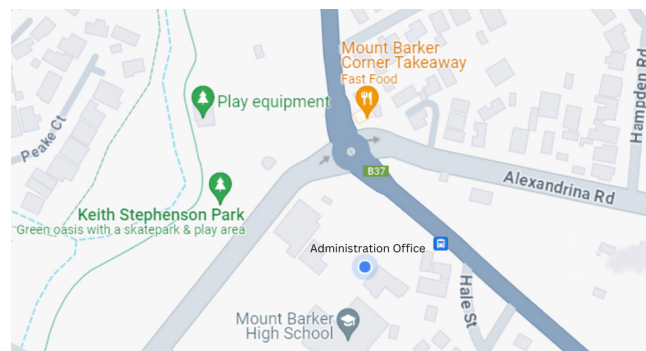 Mount Barker
Corner Takeaway
Fast Food
Hampden Rd
Play equipment
Peake Ct
B37
Alexandrina Rd
Keith Stephenson Park
Green oasis with a skatepark & play area
Administration Office
Hale St
Mount Barker
High School